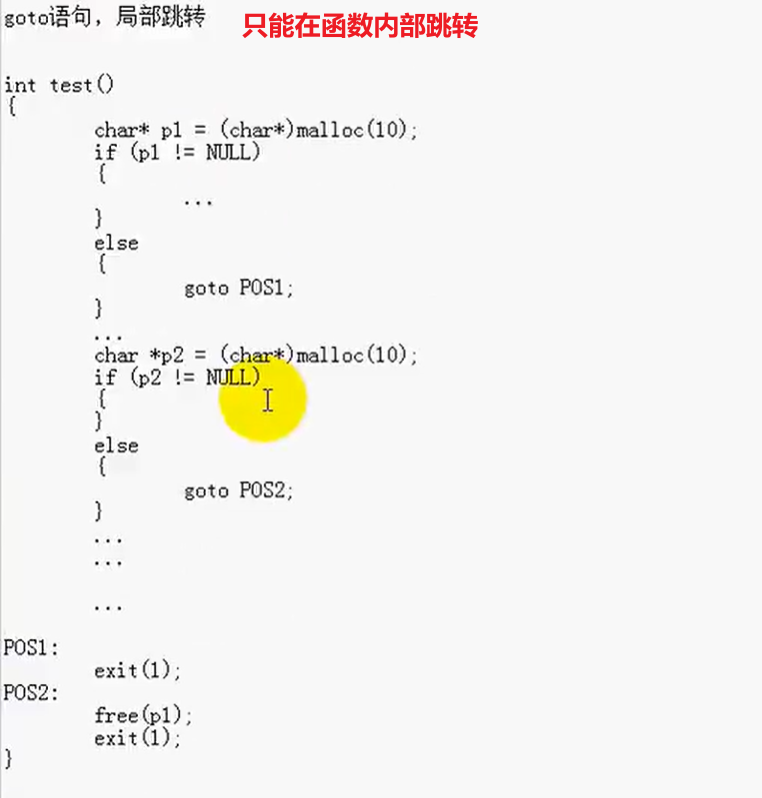 goto语句，局部跳转
只能在函数内部跳转
int test()
{
char* p1 = (char*)malloc(10);
if (p1 != NULL)
{
...
}
else
{
goto POS1;
}
...
char *p2 = (char*)malloc(10);
if (p2 != NULL)
{
}
else
{
goto POS2;
}
...
...
...
POS1:
exit(1);
POS2:
free(p1);
exit(1);
}